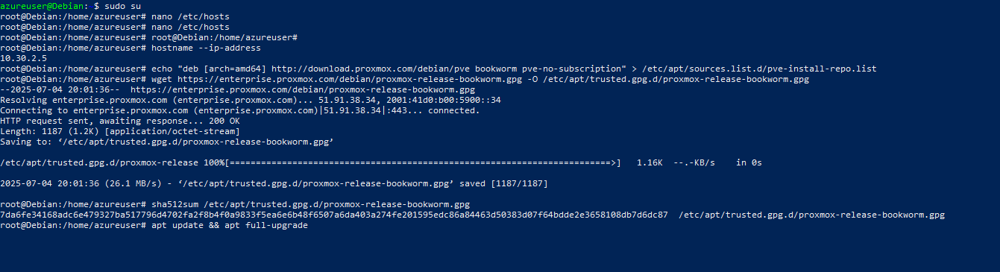 azureuser@Debian: $ sudo su
root@Debian:/home/azureuser# nano /etc/hosts
root@Debian:/home/azureuser# nano /etc/hosts
root@Debian:/home/azureuser# root@Debian:/home/azureuser#
root@Debian:/home/azureuser# hostname --ip-address
10.30.2.5
root@Debian:/home/azureuser# echo "deb [arch=amd64] http://download.proxmox.com/debian/pve bookworm pve-no-subscription" > /etc/apt/sources.list.d/pve-install-repo.list
root@Debian:/home/azureuser# wget https://enterprise.proxmox.com/debian/proxmox-release-bookworm.gpg -O /etc/apt/trusted.gpg.d/proxmox-release-bookworm.gpg
--2025-07-04 20:01:36--  https://enterprise.proxmox.com/debian/proxmox-release-bookworm.gpg
Resolving enterprise.proxmox.com (enterprise.proxmox.com)... 51.91.38.34, 2001:41d0:b00:5900::34
Connecting to enterprise.proxmox.com (enterprise.proxmox.com)|51.91.38.34|:443... connected.
HTTP request sent, awaiting response... 200 OK
Length: 1187 (1.2K) [application/octet-stream]
Saving to: ‘/etc/apt/trusted.gpg.d/proxmox-release-bookworm.gpg’
/etc/apt/trusted.gpg.d/proxmox-release 100%[=========================================================================>]   1.16K  --.-KB/s    in 0s
2025-07-04 20:01:36 (26.1 MB/s) - ‘/etc/apt/trusted.gpg.d/proxmox-release-bookworm.gpg’ saved [1187/1187]
root@Debian:/home/azureuser# sha512sum /etc/apt/trusted.gpg.d/proxmox-release-bookworm.gpg
7da6fe34168adc6e479327ba517796d4702fa2f8b4f0a9833f5ea6e6b48f6507a6da403a274fe201595edc86a84463d50383d07f64bdde2e3658108db7d6dc87  /etc/apt/trusted.gpg.d/proxmox-release-bookworm.gpg
root@Debian:/home/azureuser# apt update && apt full-upgrade